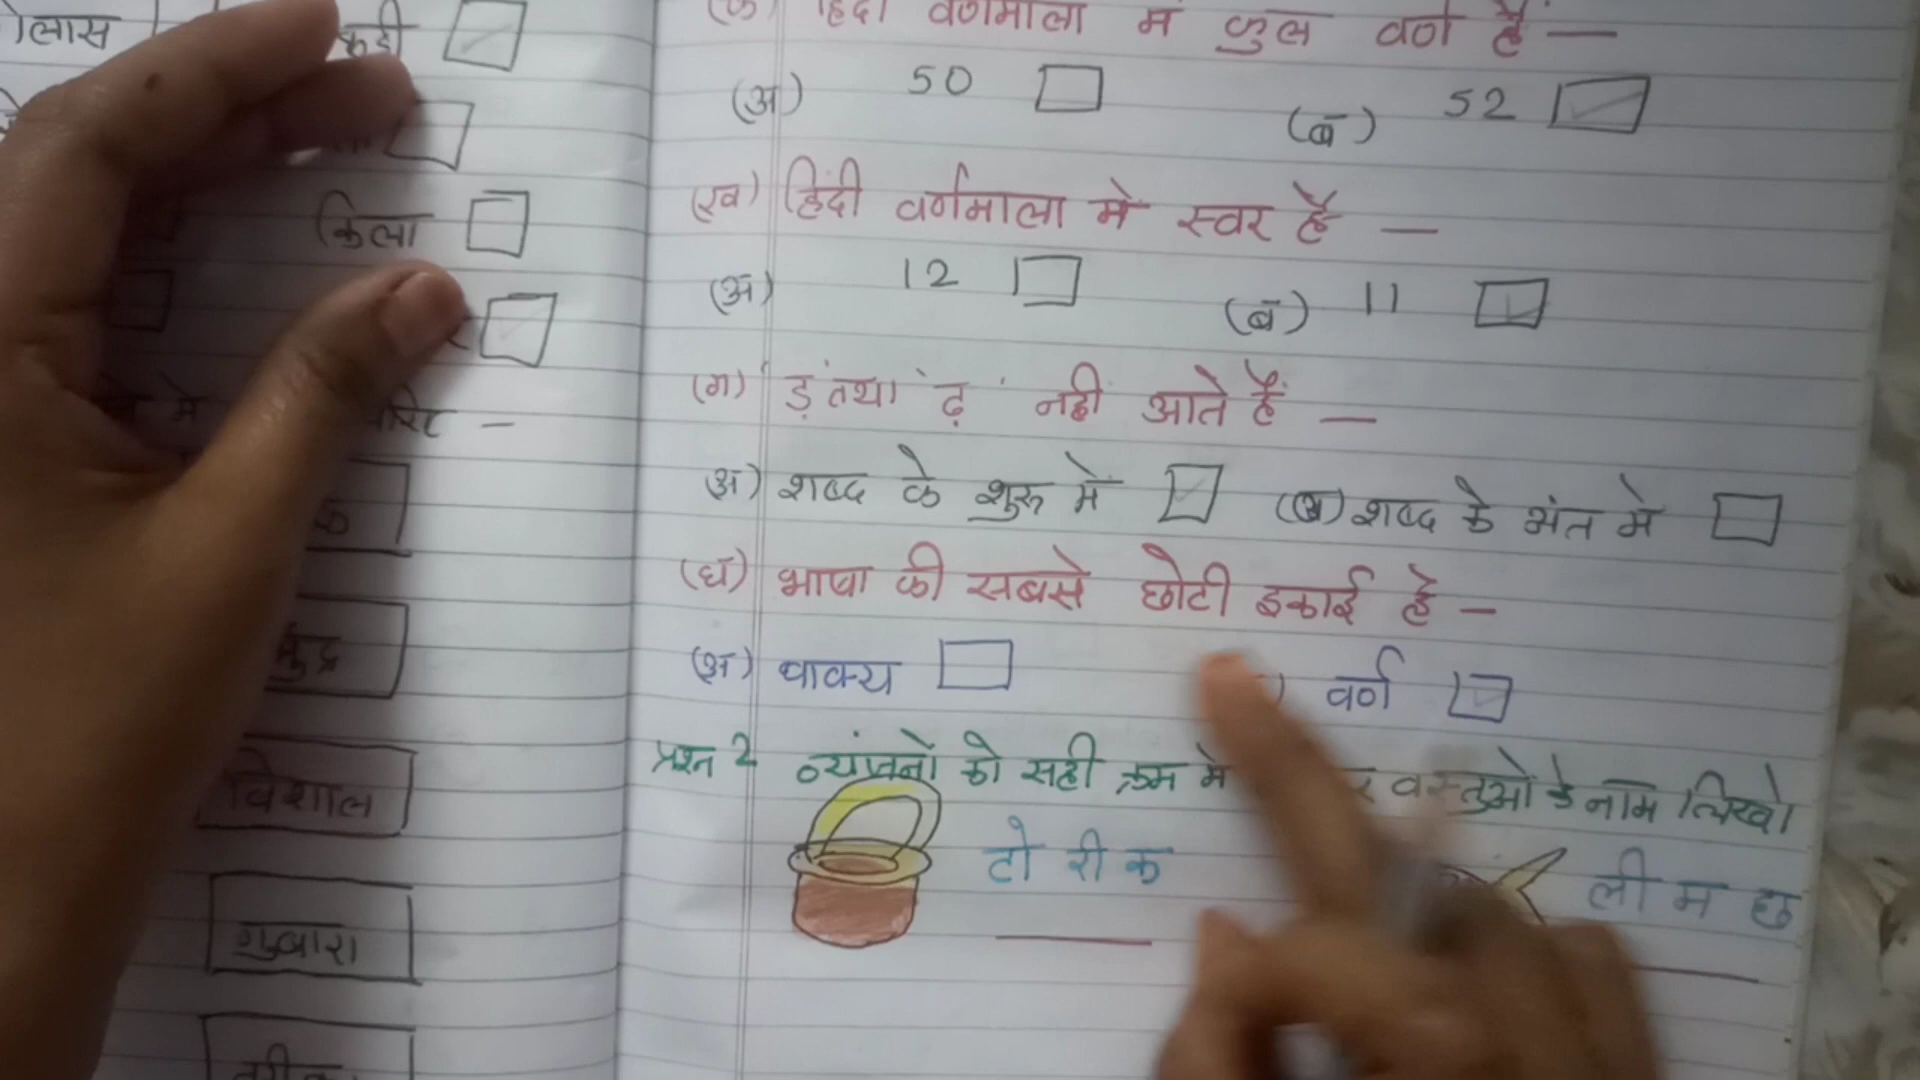 कड़ी
किला
विशाल
गुब्बारा
हिंदी वर्णमाला में कुल वर्ण हैं —
(अ) 50 (ब) 52
(ख) हिंदी वर्णमाला मे स्वर हैं —
(अ) 12 (ब) 11
(ग) ड़ तथा ढ़ नहीं आते हैं —
(अ) शब्द के शुरू में (ब) शब्द के अंत मे
(घ) भाषा की सबसे छोटी इकाई है —
(अ) वाक्य वर्ण
प्रश्न 2 व्यंजनों को सही क्रम मे वस्तुओ के नाम लिखो
टो री क ली म छ